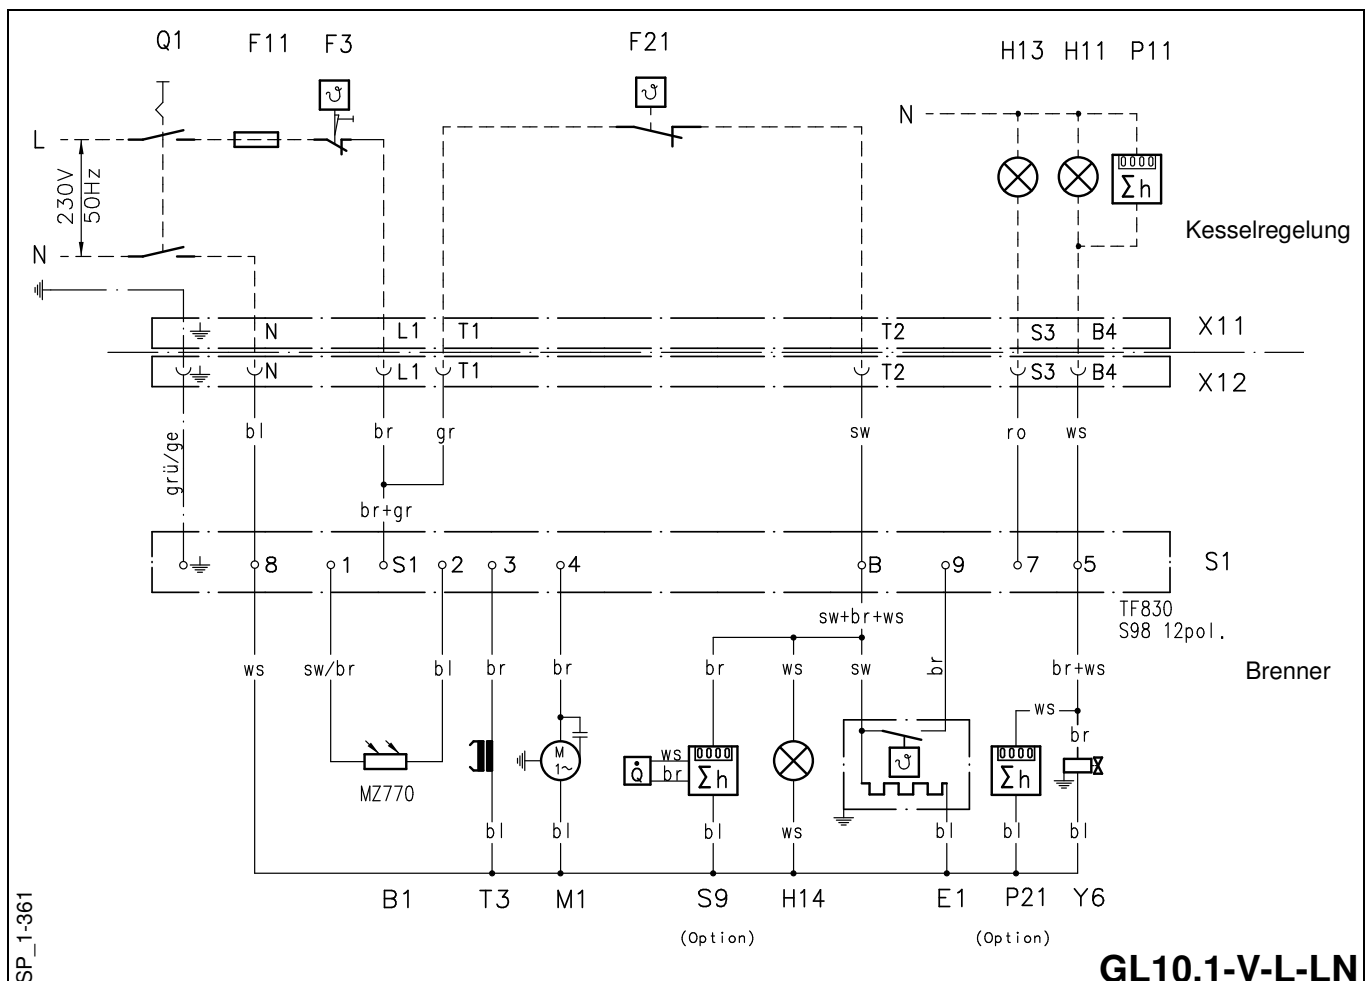 Q1 F11 F3 F21 H13 H11 P11
ϑ ϑ
N
L
230V
50Hz
0000
Σh
Kesselregelung
N
N L1 T1 T2 S3 B4 X11
N L1 T1 T2 S3 B4 X12
grü/ge bl br gr sw ro ws
br+gr
8 1 S1 2 3 4 B 9 7 5 S1
TF830
S98 12pol.
sw+br+ws
ws sw/br bl br br br ws sw br br+ws
Brenner
ws
br
M
1~
Q̇
ws
br
0000
Σh
ϑ
0000
Σh
MZ770
bl bl bl ws bl bl bl
B1 T3 M1 S9 H14 E1 P21 Y6
(Option) (Option)
SP_1-361
GL10.1-V-L-LN